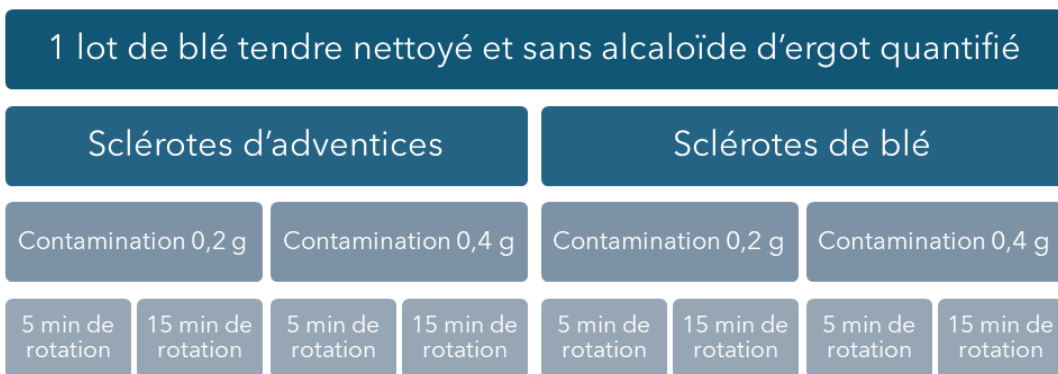 1 lot de blé tendre nettoyé et sans alcaloïde d'ergot quantifié
Sclérotes d'adventices
Sclérotes de blé
Contamination 0,2 g
Contamination 0,4 g
Contamination 0,2 g
Contamination 0,4 g
5 min de
rotation
15 min de
rotation
5 min de
rotation
15 min de
rotation
5 min de
rotation
15 min de
rotation
5 min de
rotation
15 min de
rotation